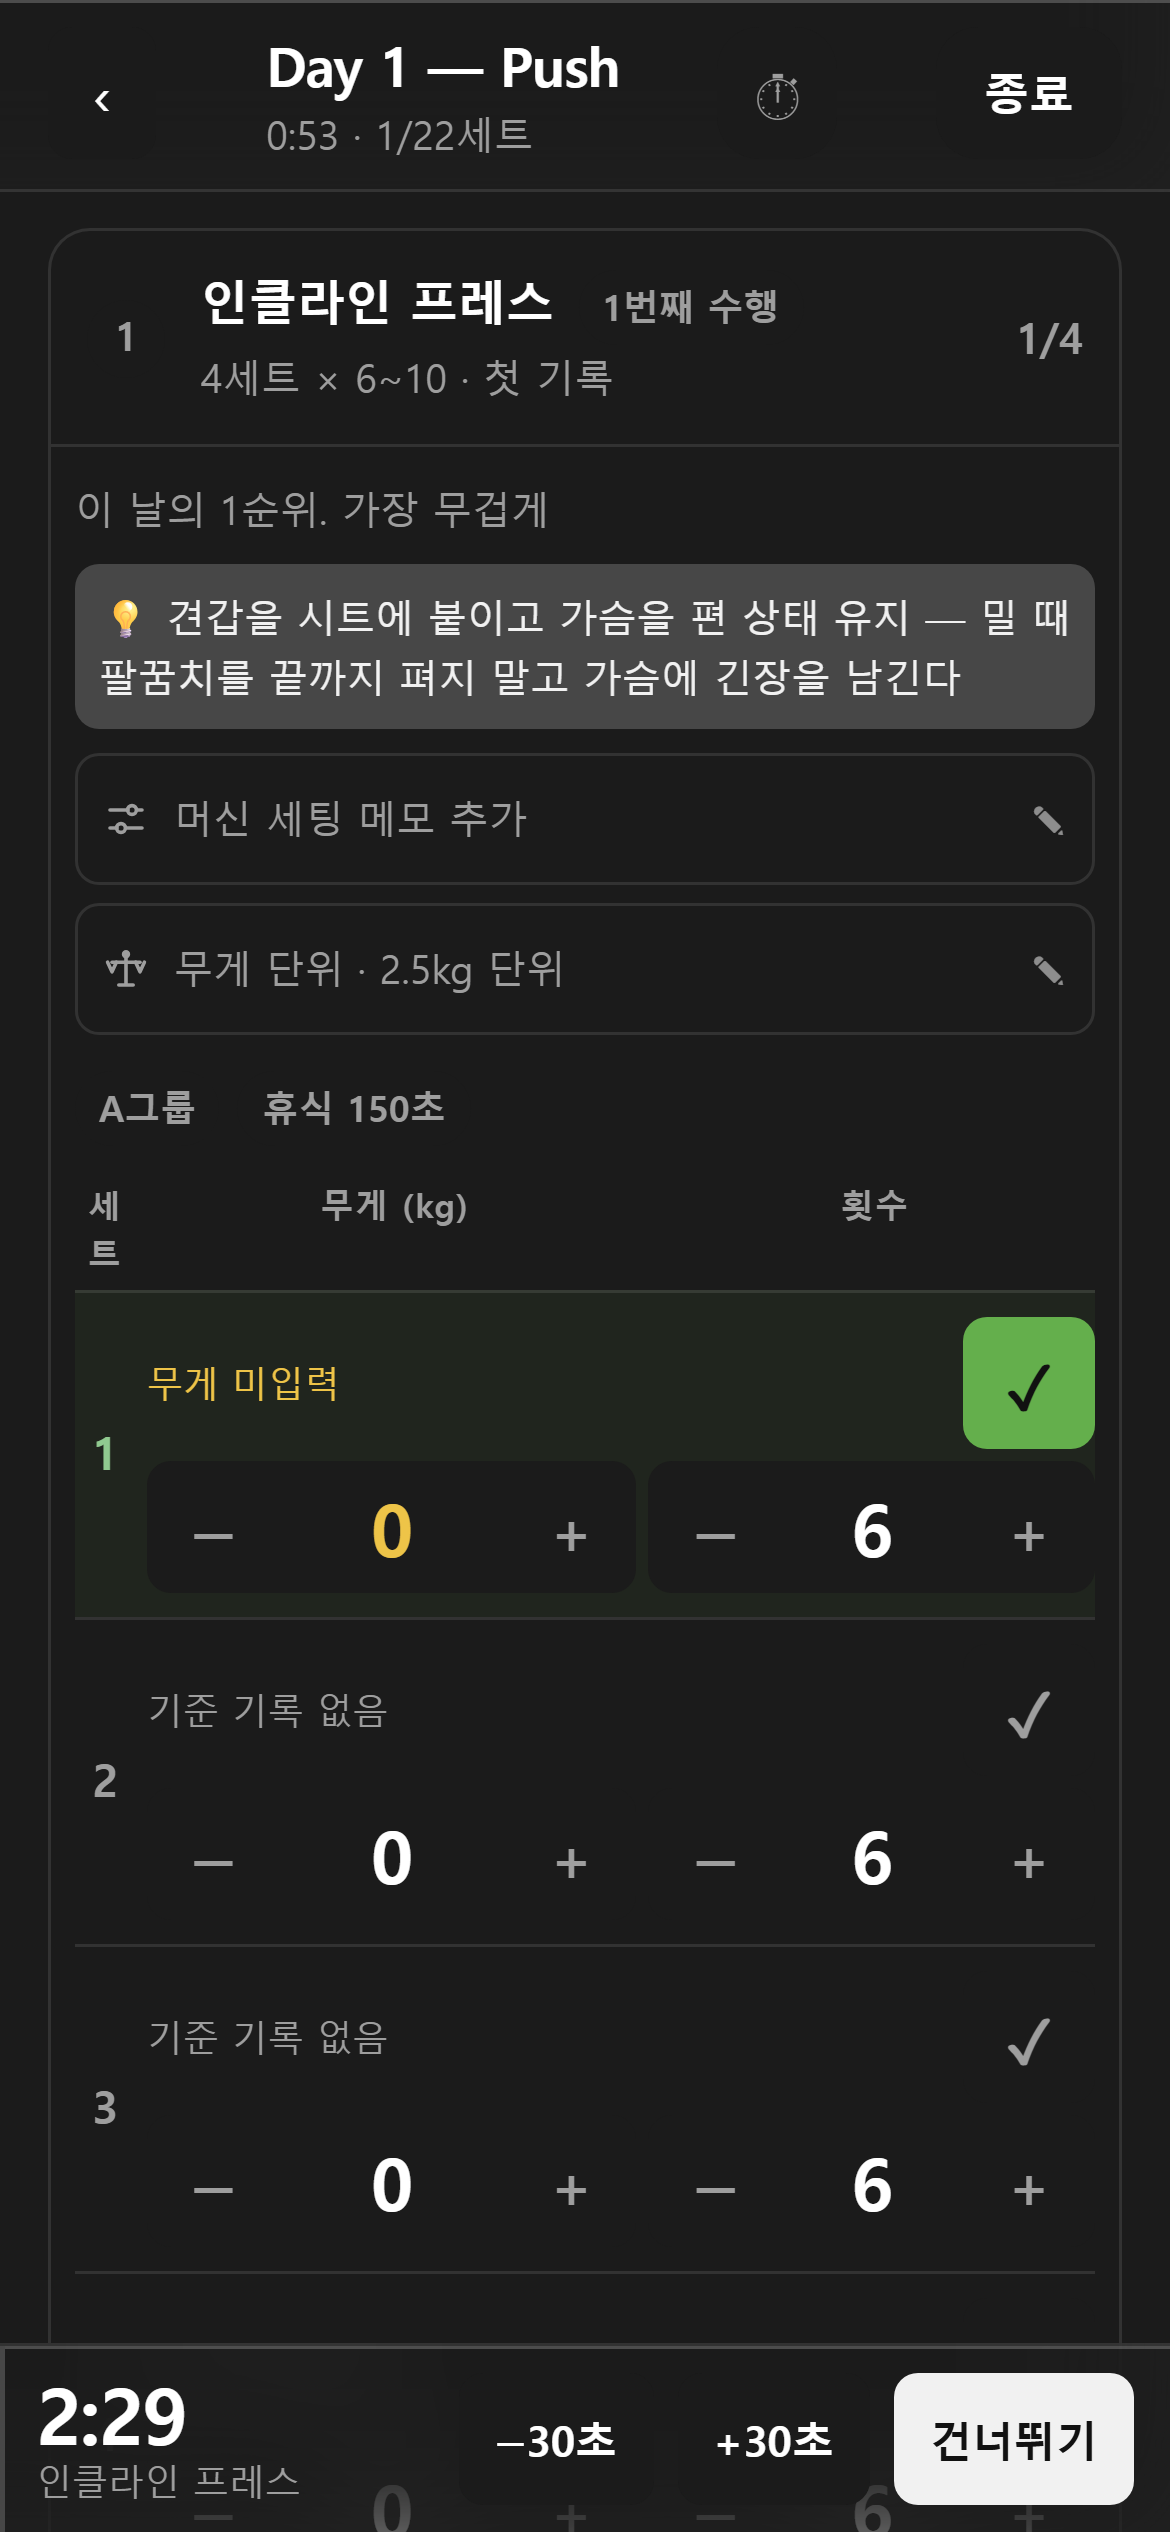 ‹
Day 1 — Push
0:53 · 1/22세트
종료
1
인클라인 프레스 1번째 수행
4세트 × 6~10 · 첫 기록
1/4
이 날의 1순위. 가장 무겁게
💡 견갑을 시트에 붙이고 가슴을 편 상태 유지 — 밀 때
팔꿈치를 끝까지 펴지 말고 가슴에 긴장을 남긴다
머신 세팅 메모 추가
무게 단위 · 2.5kg 단위
A그룹 휴식 150초
세트 무게 (kg) 횟수
무게 미입력 ✓
1
– 0 + – 6 +
기준 기록 없음 ✓
2
– 0 + – 6 +
기준 기록 없음 ✓
3
– 0 + – 6 +
2:29
인클라인 프레스
–30초 +30초 건너뛰기
– 0 + – 6 +